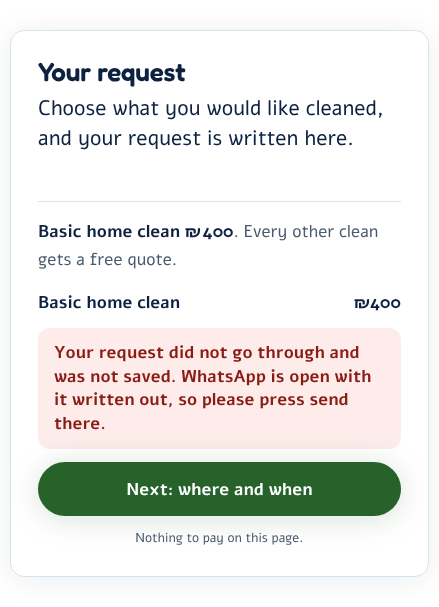 Your request
Choose what you would like cleaned,
and your request is written here.
Basic home clean ₪400. Every other clean
gets a free quote.
Basic home clean ₪400
Your request did not go through and
was not saved. WhatsApp is open with
it written out, so please press send
there.
Next: where and when
Nothing to pay on this page.